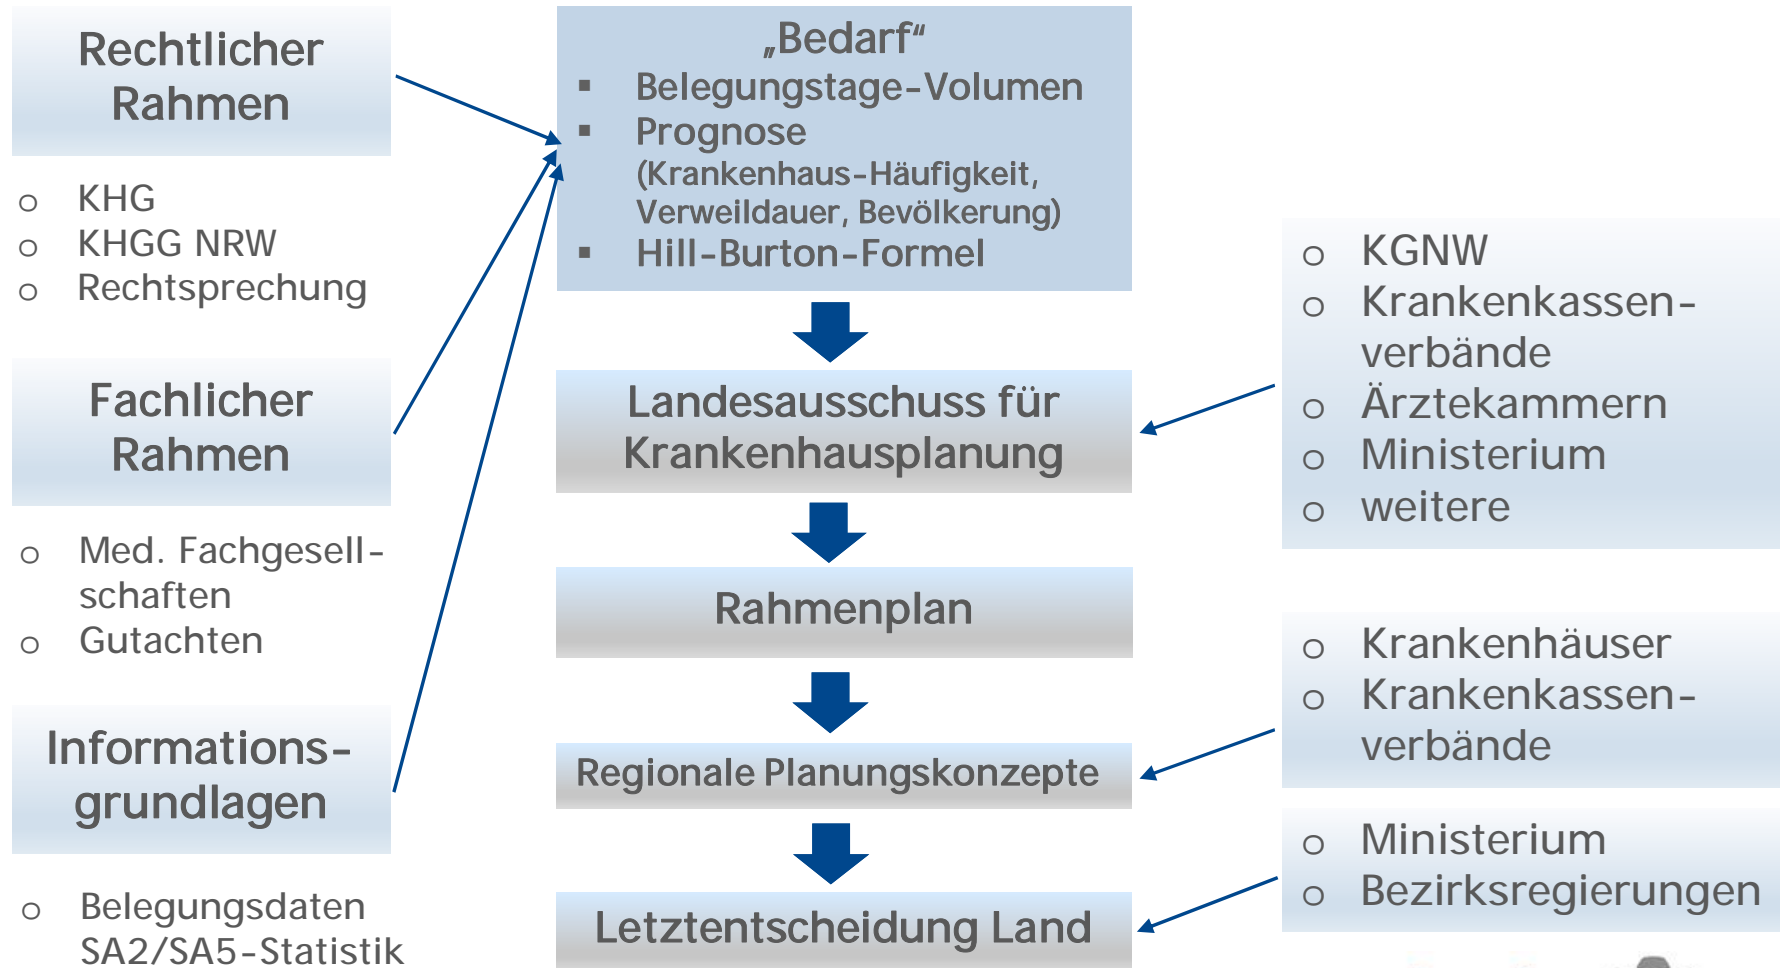 Rechtlicher
Rahmen
o KHG
o KHGG NRW
o Rechtsprechung
Fachlicher
Rahmen
o Med. Fachgesell-
schaften
o Gutachten
Informations-
grundlagen
o Belegungsdaten
SA2/SA5-Statistik
„Bedarf“
▪ Belegungstage-Volumen
▪ Prognose
(Krankenhaus-Häufigkeit,
Verweildauer, Bevölkerung)
▪ Hill-Burton-Formel
Landesausschuss für
Krankenhausplanung
Rahmenplan
Regionale Planungskonzepte
Letztentscheidung Land
o KGNW
o Krankenkassen-
verbände
o Ärztekammern
o Ministerium
o weitere
o Krankenhäuser
o Krankenkassen-
verbände
o Ministerium
o Bezirksregierungen